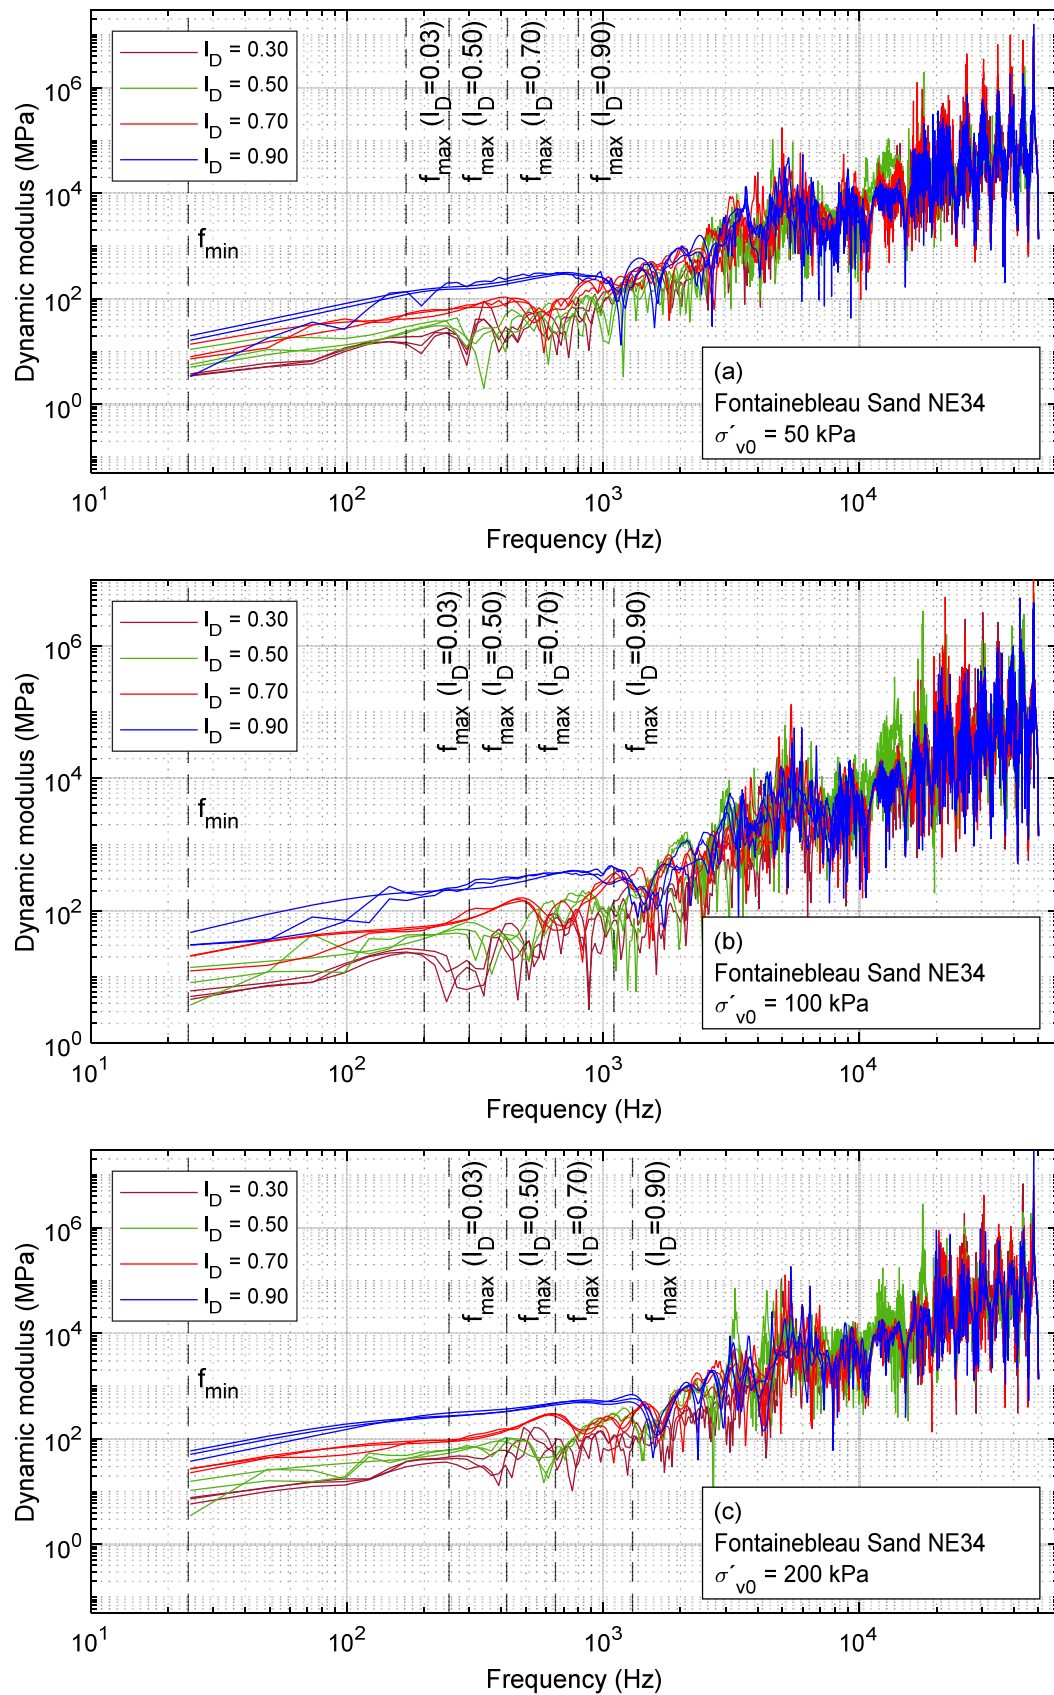 10^6
10^4
10^2
10^0
Dynamic modulus (MPa)
I_D = 0.30
I_D = 0.50
I_D = 0.70
I_D = 0.90
f_min
f_max (I_D=0.03)
f_max (I_D=0.50)
f_max (I_D=0.70)
f_max (I_D=0.90)
(a)
Fontainebleau Sand NE34
σ´_v0 = 50 kPa
10^1
10^2
10^3
10^4
Frequency (Hz)
10^6
10^4
10^2
10^0
Dynamic modulus (MPa)
I_D = 0.30
I_D = 0.50
I_D = 0.70
I_D = 0.90
f_min
f_max (I_D=0.03)
f_max (I_D=0.50)
f_max (I_D=0.70)
f_max (I_D=0.90)
(b)
Fontainebleau Sand NE34
σ´_v0 = 100 kPa
10^1
10^2
10^3
10^4
Frequency (Hz)
10^6
10^4
10^2
10^0
Dynamic modulus (MPa)
I_D = 0.30
I_D = 0.50
I_D = 0.70
I_D = 0.90
f_min
f_max (I_D=0.03)
f_max (I_D=0.50)
f_max (I_D=0.70)
f_max (I_D=0.90)
(c)
Fontainebleau Sand NE34
σ´_v0 = 200 kPa
10^1
10^2
10^3
10^4
Frequency (Hz)